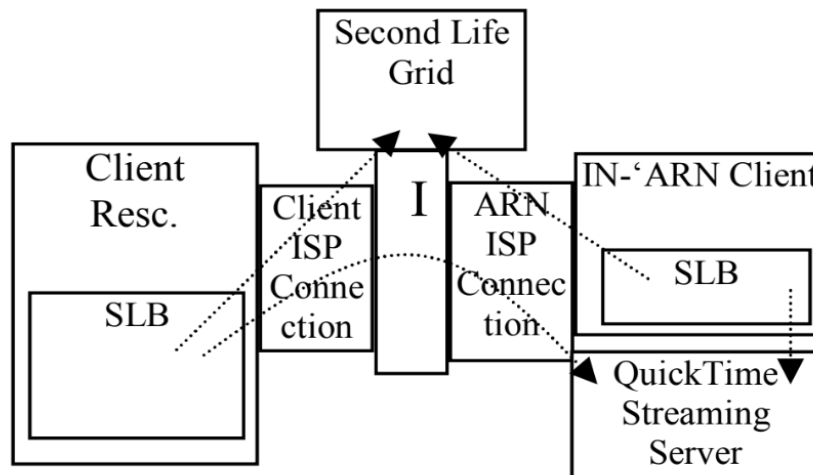 Second Life
Grid
Client
Resc.
SLB
Client
ISP
Conne
ction
I
ARN
ISP
Connec
tion
IN-‘ARN Client
SLB
QuickTime
Streaming
Server